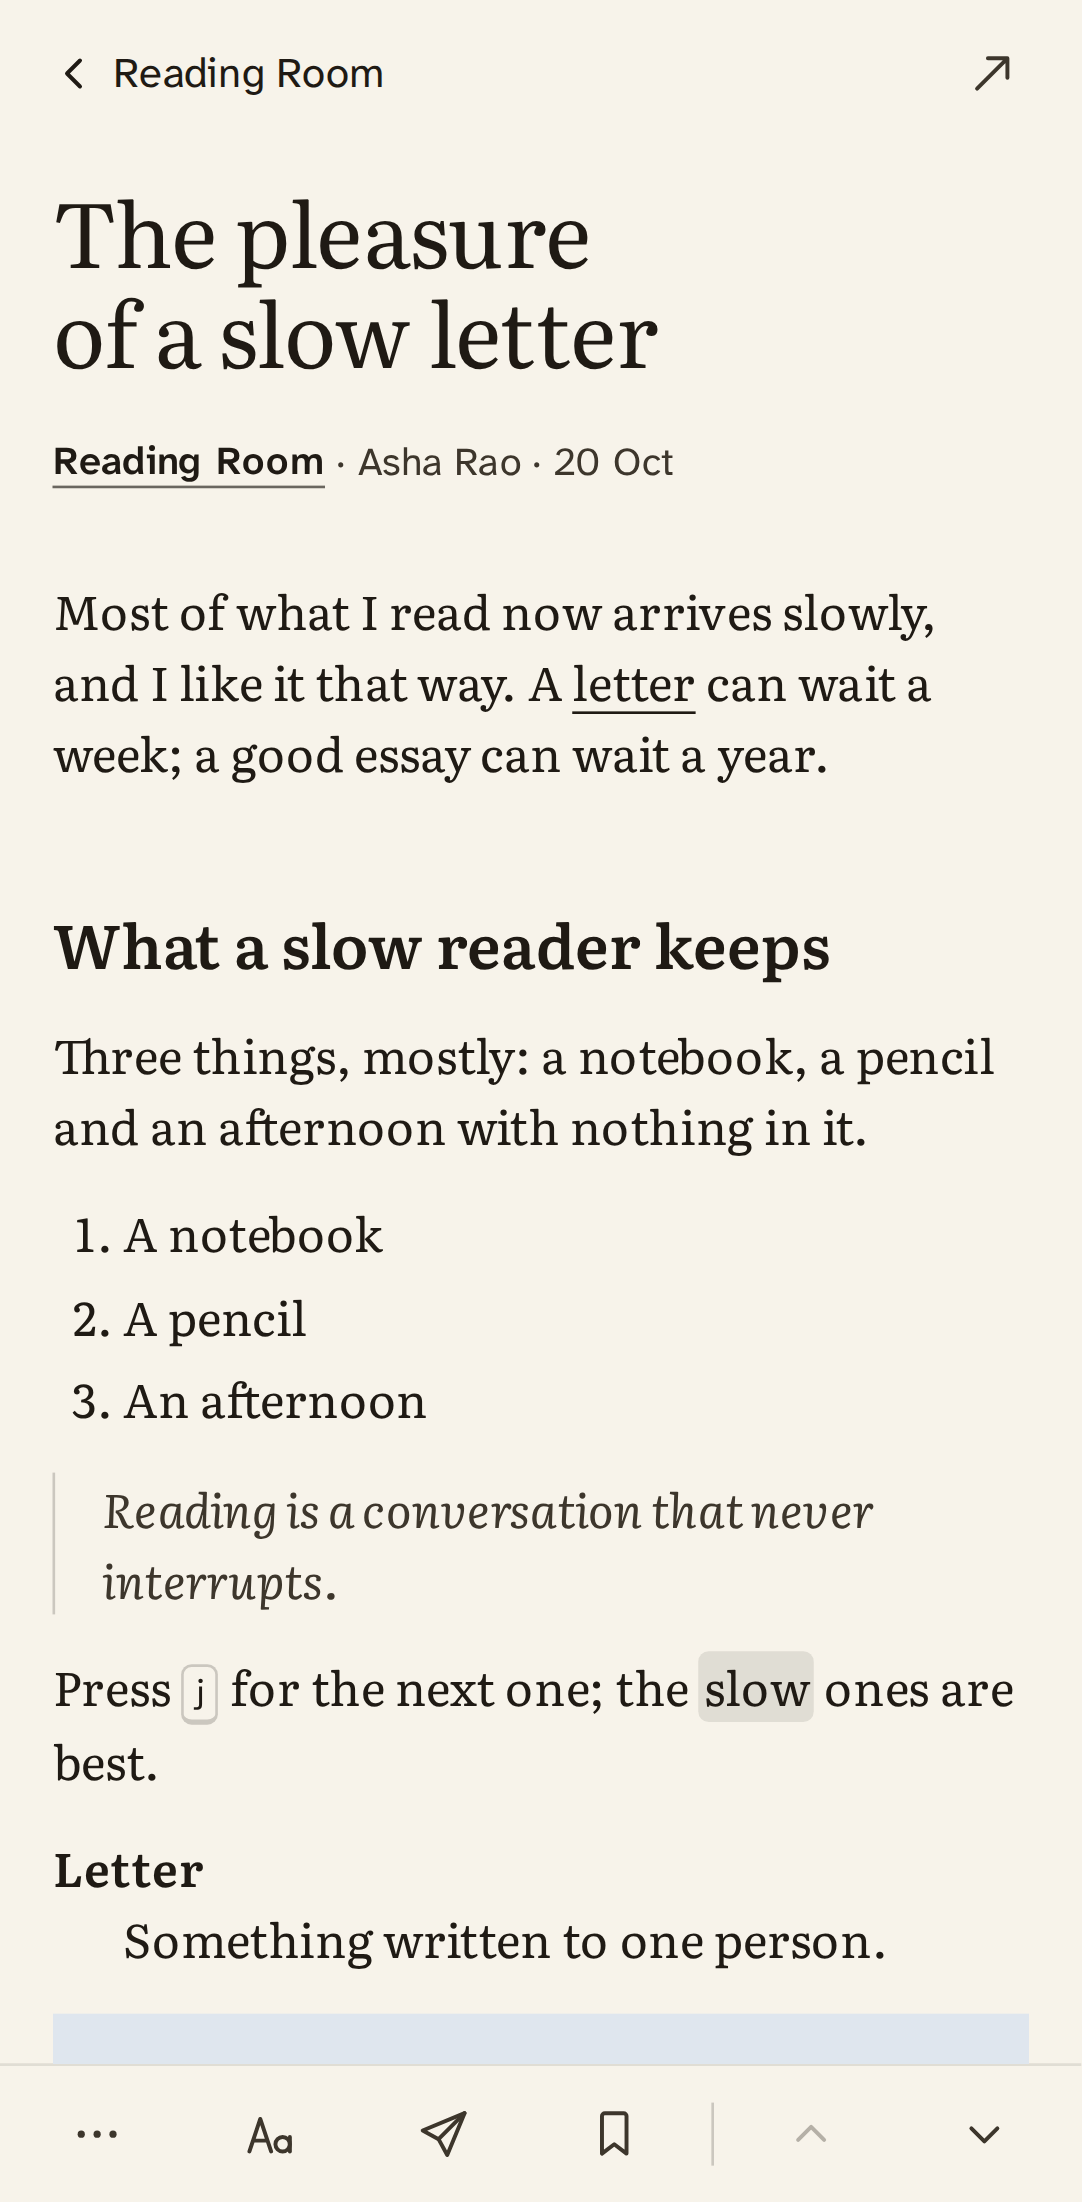 Reading Room
The pleasure
of a slow letter
Reading Room · Asha Rao · 20 Oct
Most of what I read now arrives slowly,
and I like it that way. A letter can wait a
week; a good essay can wait a year.
What a slow reader keeps
Three things, mostly: a notebook, a pencil
and an afternoon with nothing in it.
1. A notebook
2. A pencil
3. An afternoon
Reading is a conversation that never
interrupts.
Press j for the next one; the slow ones are
best.
Letter
Something written to one person.
Aa